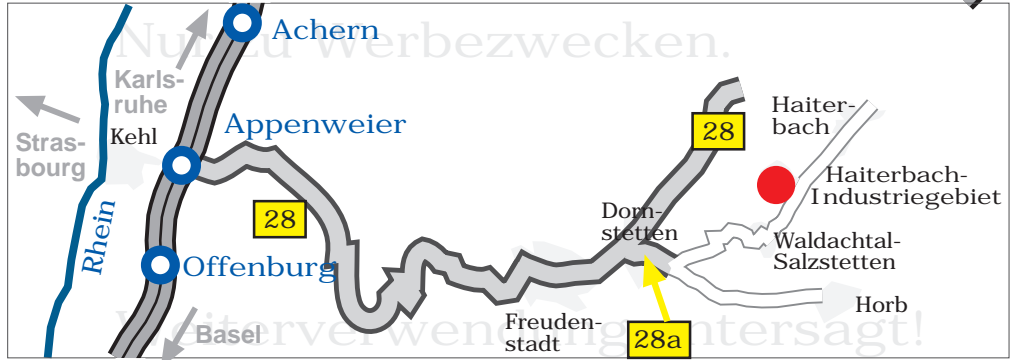 Nur zu Werbezwecken.
Achern
Karls-
ruhe
Stras-
bourg
Kehl
Appenweier
28
Haiter-
bach
28
Haiterbach-
Industriegebiet
Rhein
Dorn-
stetten
Waldachtal-
Salzstetten
Offenburg
Horb
Basel
Freuden-
stadt
28a
Weiterverwendung untersagt!